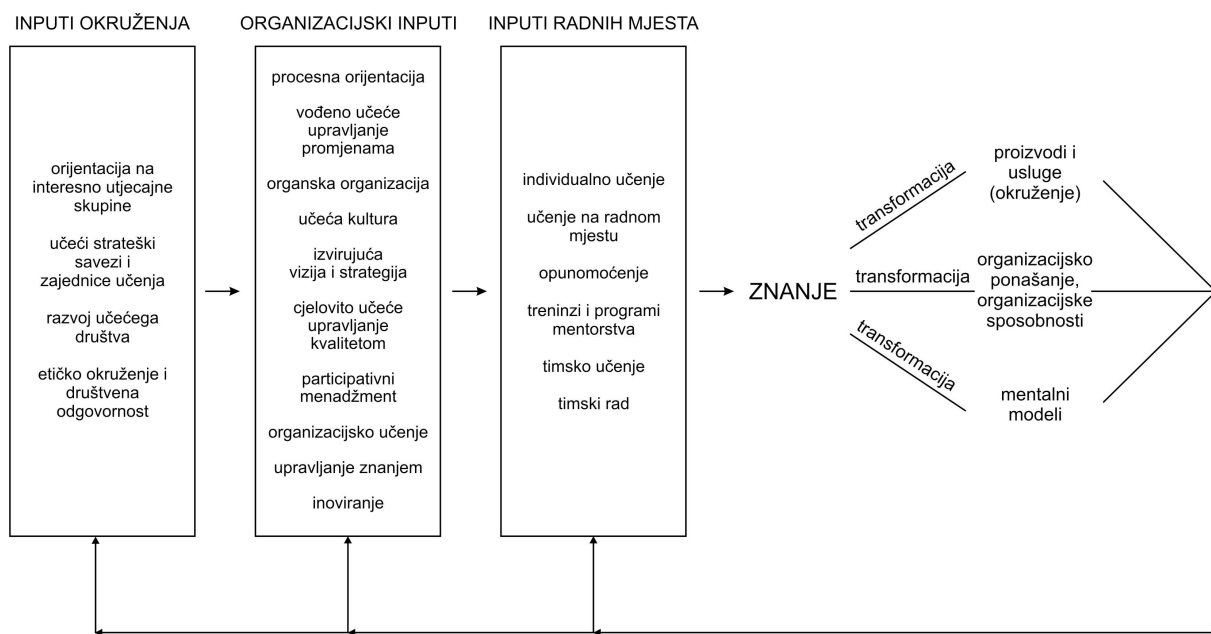 INPUTI OKRUŽENJA
orijentacija na
interesno utjecajne
skupine
učeći strateški
savezi i
zajednice učenja
razvoj učećega
društva
etičko okruženje i
društvena
odgovornost
ORGANIZACIJSKI INPUTI
procesna orijentacija
vođeno učeće
upravljanje
promjenama
organska organizacija
učeća kultura
izvirujuća
vizija i strategija
cjelovito učeće
upravljanje
kvalitetom
participativni
menadžment
organizacijsko učenje
upravljanje znanjem
inoviranje
INPUTI RADNIH MJESTA
individualno učenje
učenje na radnom
mjestu
opunomoćenje
treninzi i programi
mentorstva
timsko učenje
timski rad
ZNANJE
transformacija
proizvodi i
usluge
(okruženje)
transformacija
organizacijsko
ponašanje,
organizacijske
sposobnosti
transformacija
mentalni
modeli